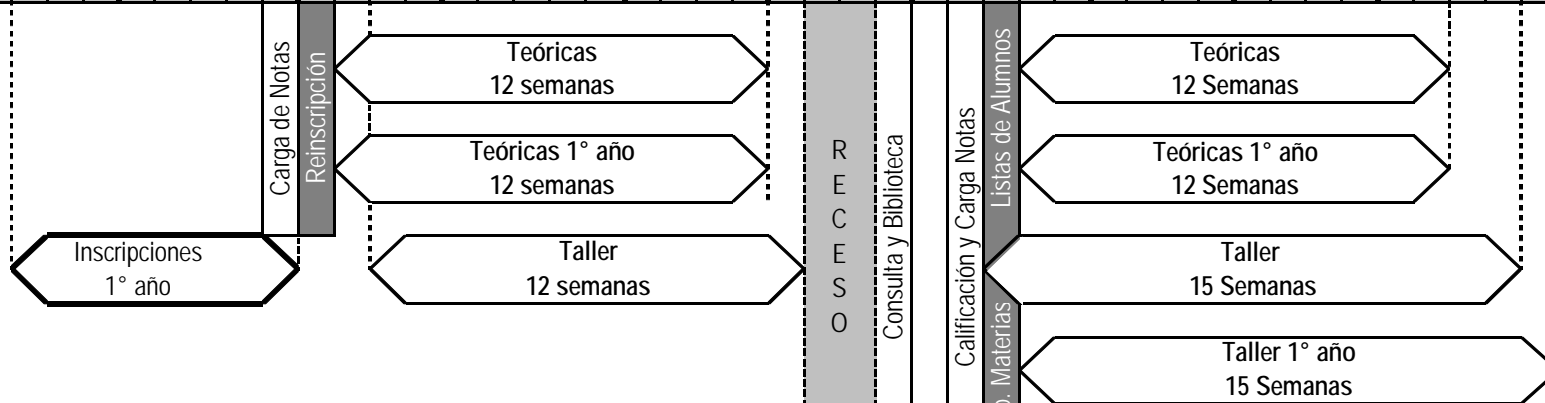 Carga de Notas
Reinscripción
Teóricas
12 semanas
Teóricas 1° año
12 semanas
Inscripciones
1° año
Taller
12 semanas
RECESO
Consulta y Biblioteca
Calificación y Carga Notas
Listas de Alumnos
Materias
Teóricas
12 Semanas
Teóricas 1° año
12 Semanas
Taller
15 Semanas
Taller 1° año
15 Semanas